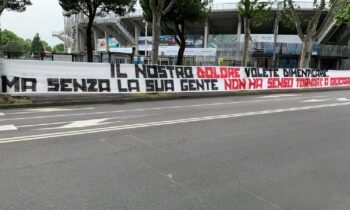 IL NOSTRO DOLORE VOLETE DIMENTICARE
MA SENZA LA SUA GENTE NON HA SENSO TORNARE A GIOCARE